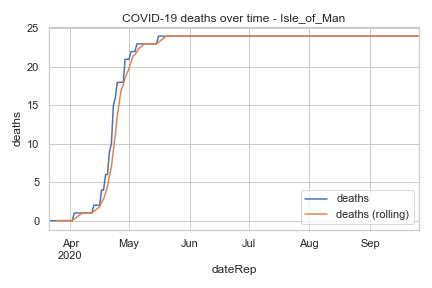 COVID-19 deaths over time - Isle_of_Man
25
20
15
10
5
0
deaths
Apr May Jun Jul Aug Sep
2020
dateRep
deaths
deaths (rolling)